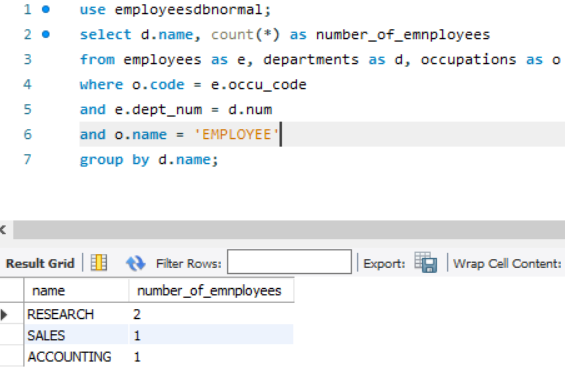 1 use employeesdbnormal;
2 select d.name, count(*) as number_of_emnployees
3 from employees as e, departments as d, occupations as o
4 where o.code = e.occu_code
5 and e.dept_num = d.num
6 and o.name = 'EMPLOYEE'
7 group by d.name;
Result Grid Filter Rows: Export: Wrap Cell Content:
name number_of_emnployees
RESEARCH 2
SALES 1
ACCOUNTING 1